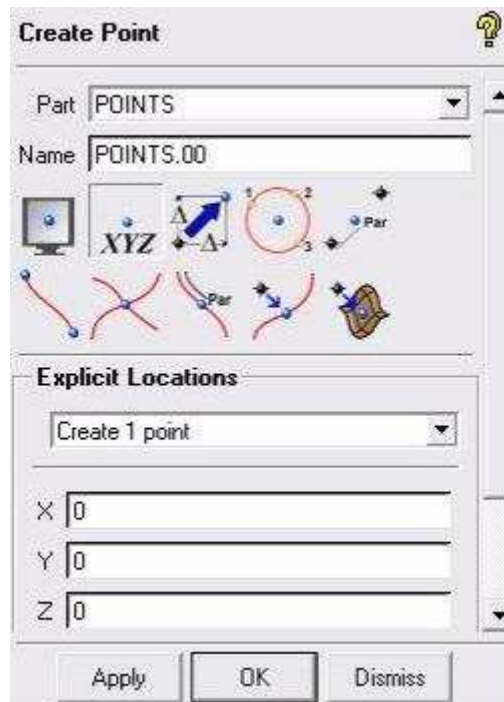 Create Point
Part POINTS
Name POINTS.00
XYZ Δ Δ 1 2 3 Par
Par
Explicit Locations
Create 1 point
X 0
Y 0
Z 0
Apply OK Dismiss